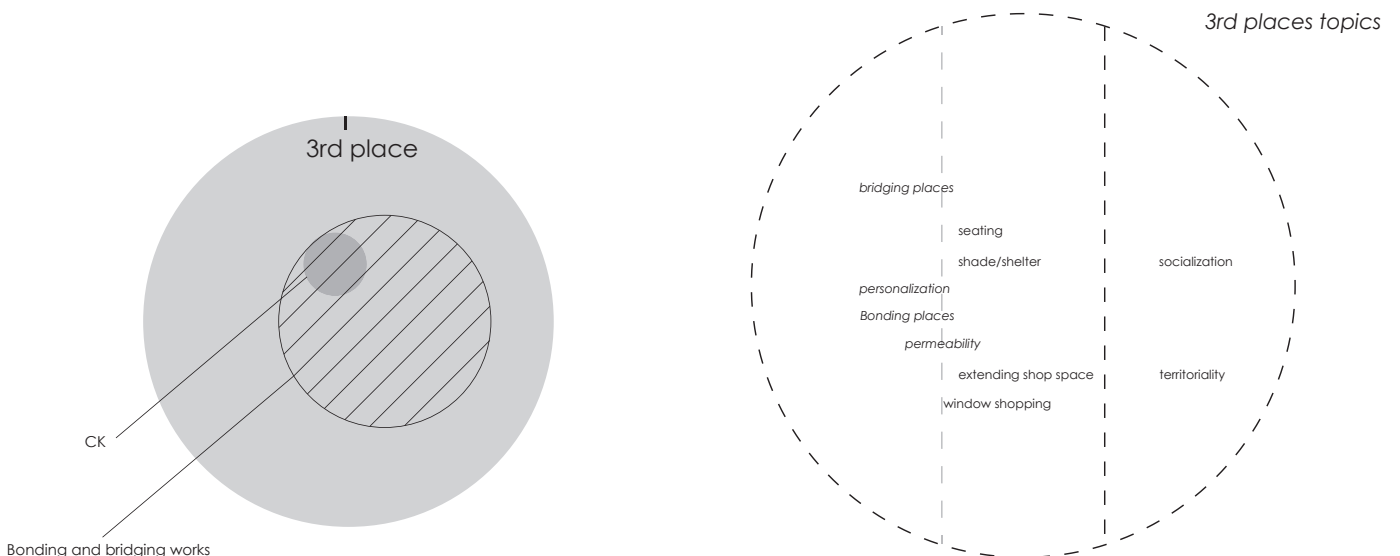 3rd place
CK
Bonding and bridging works
3rd places topics
bridging places
seating
shade/shelter
socialization
personalization
Bonding places
permeability
extending shop space
territoriality
window shopping